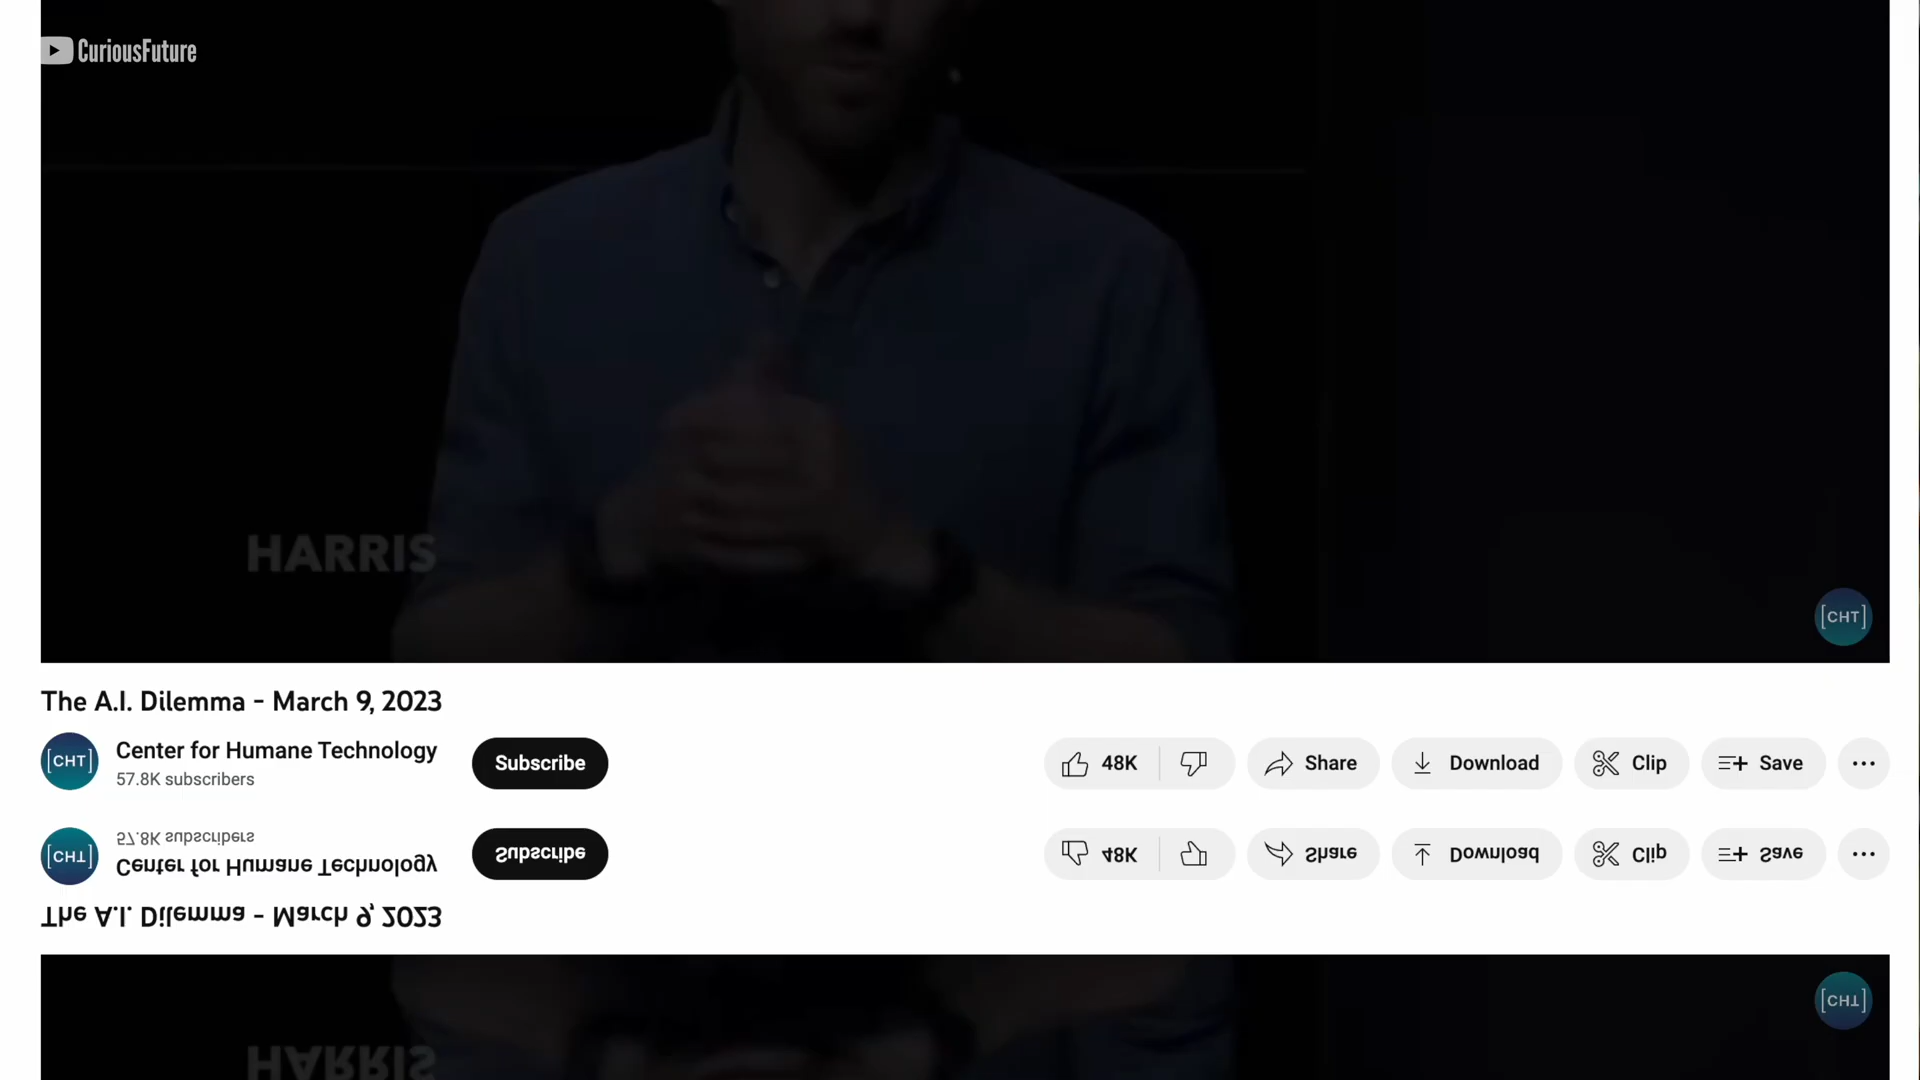 CuriousFuture
HARRIS
[CHT]
The A.I. Dilemma - March 9, 2023
[CHT]
Center for Humane Technology
57.8K subscribers
Subscribe
48K
Share
Download
Clip
Save
57.8K subscribers
[CHT]
Center for Humane Technology
Subscribe
48K
Share
Download
Clip
Save
The A.I. Dilemma - March 9, 2023
[CHT]
HARRIS